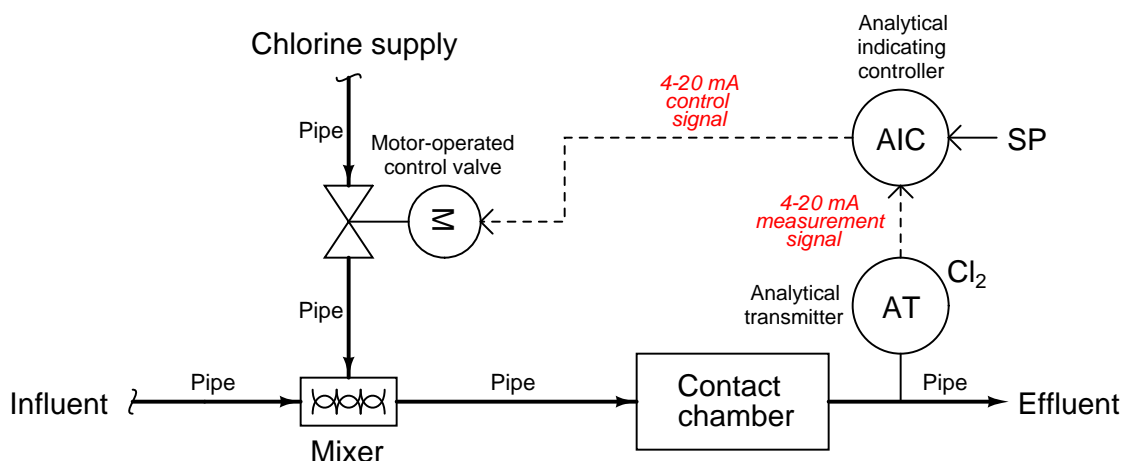 Chlorine supply
Analytical
indicating
controller
4-20 mA
control
signal
Pipe
Motor-operated
control valve
AIC
SP
M
4-20 mA
measurement
signal
Cl₂
Pipe
Analytical
transmitter
AT
Influent
Pipe
Pipe
Contact
chamber
Pipe
Effluent
Mixer